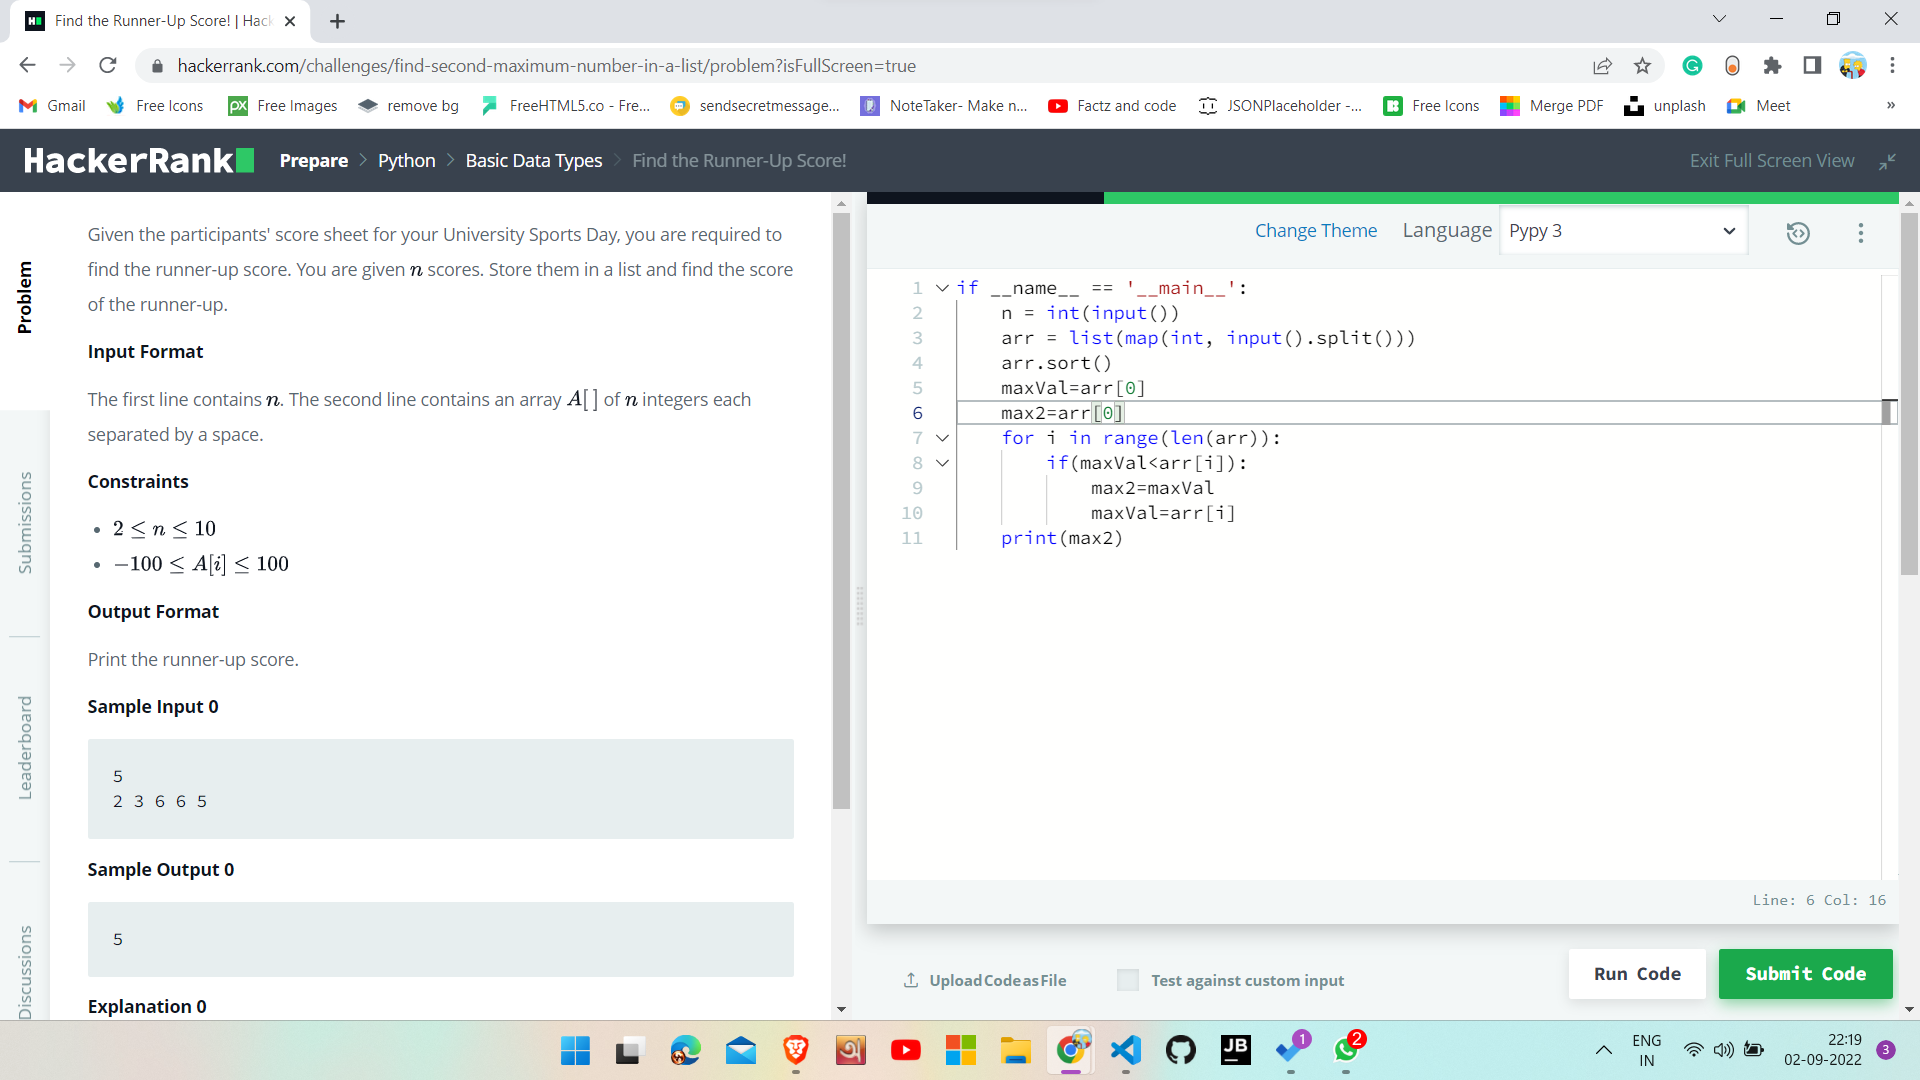 Find the Runner-Up Score! | Hack
hackerrank.com/challenges/find-second-maximum-number-in-a-list/problem?isFullScreen=true
Gmail
Free Icons
px
Free Images
remove bg
FreeHTML5.co - Fre...
sendsecretmessage...
NoteTaker- Make n...
Factz and code
JSONPlaceholder -...
Free Icons
Merge PDF
unplash
Meet
»
HackerRank
Prepare
Python
Basic Data Types
Find the Runner-Up Score!
Exit Full Screen View
Problem
Submissions
Leaderboard
Discussions
Given the participants' score sheet for your University Sports Day, you are required to
find the runner-up score. You are given n scores. Store them in a list and find the score
of the runner-up.
Input Format
The first line contains n. The second line contains an array A[ ] of n integers each
separated by a space.
Constraints
• 2 ≤ n ≤ 10
• −100 ≤ A[i] ≤ 100
Output Format
Print the runner-up score.
Sample Input 0
5
2 3 6 6 5
Sample Output 0
5
Explanation 0
Change Theme
Language
Pypy 3
1 if __name__ == '__main__':
2     n = int(input())
3     arr = list(map(int, input().split()))
4     arr.sort()
5     maxVal=arr[0]
6     max2=arr[0]
7     for i in range(len(arr)):
8         if(maxVal<arr[i]):
9             max2=maxVal
10             maxVal=arr[i]
11     print(max2)
Line: 6 Col: 16
Upload Code as File
Test against custom input
Run Code
Submit Code
JB
1
2
ENG
IN
22:19
02-09-2022
3